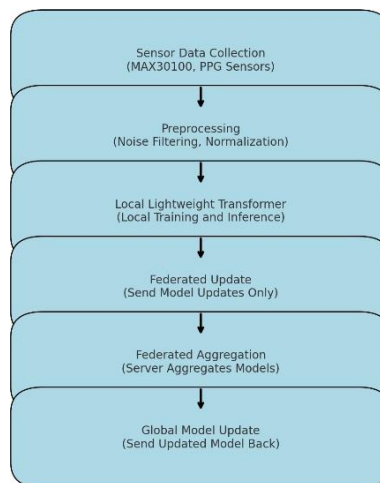 Sensor Data Collection
(MAX30100, PPG Sensors)
Preprocessing
(Noise Filtering, Normalization)
Local Lightweight Transformer
(Local Training and Inference)
Federated Update
(Send Model Updates Only)
Federated Aggregation
(Server Aggregates Models)
Global Model Update
(Send Updated Model Back)